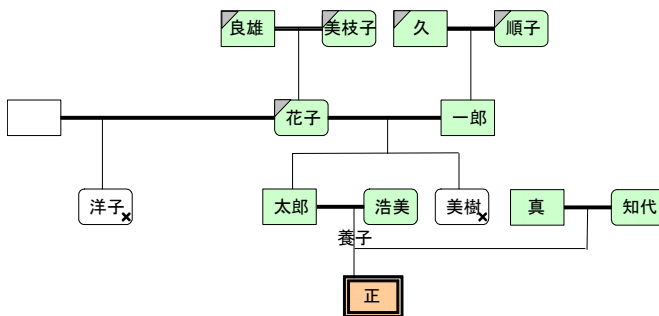 良雄
美枝子
久
順子
花子
一郎
洋子
太郎
浩美
美樹
真
知代
養子
正